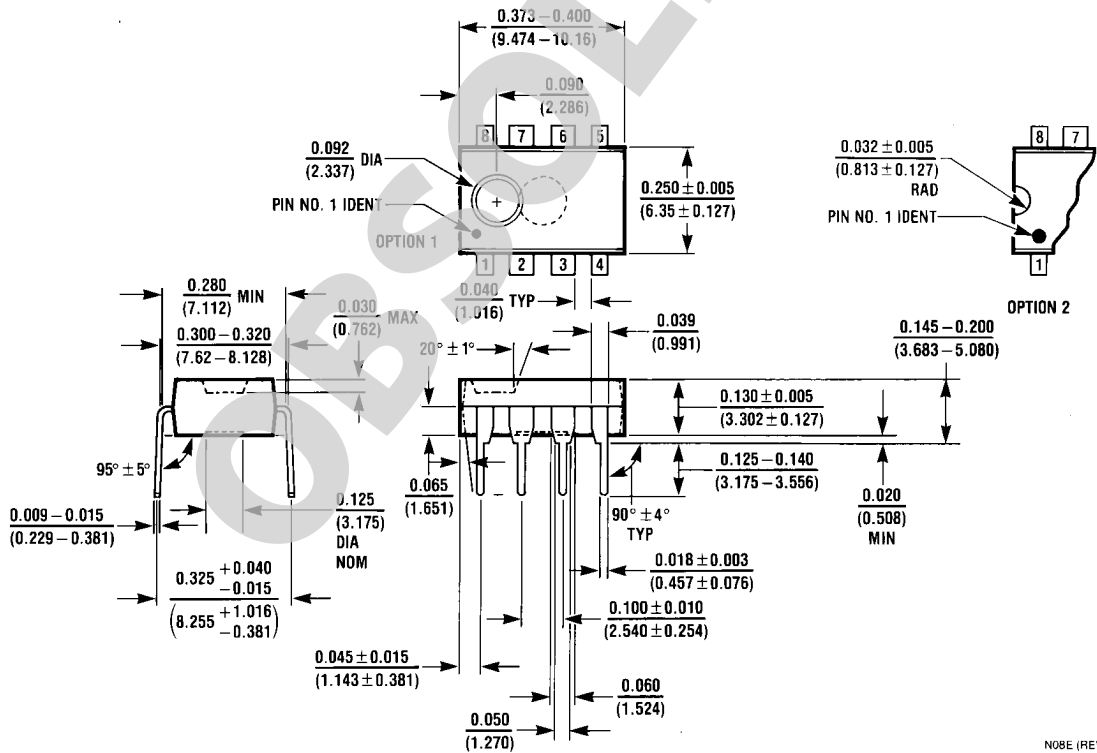 0.373 – 0.400
(9.474 – 10.16)
0.090
(2.286)
8 7 6 5
0.092 DIA
(2.337)
PIN NO. 1 IDENT
OPTION 1
1 2 3 4
0.250 ± 0.005
(6.35 ± 0.127)
0.032 ± 0.005
(0.813 ± 0.127)
RAD
PIN NO. 1 IDENT
8 7
1
OPTION 2
0.280 MIN
(7.112)
0.030 MAX
(0.762)
0.300 – 0.320
(7.62 – 8.128)
0.040 TYP
(1.016)
0.039
(0.991)
0.145 – 0.200
(3.683 – 5.080)
20° ± 1°
0.130 ± 0.005
(3.302 ± 0.127)
95° ± 5°
0.065
(1.651)
0.125 – 0.140
(3.175 – 3.556)
0.020
(0.508)
MIN
90° ± 4°
TYP
0.009 – 0.015
(0.229 – 0.381)
0.125
(3.175)
DIA
NOM
0.018 ± 0.003
(0.457 ± 0.076)
0.325 +0.040
-0.015
(8.255 +1.016
-0.381)
0.100 ± 0.010
(2.540 ± 0.254)
0.045 ± 0.015
(1.143 ± 0.381)
0.060
(1.524)
0.050
(1.270)
N08E (RE
OBSOL